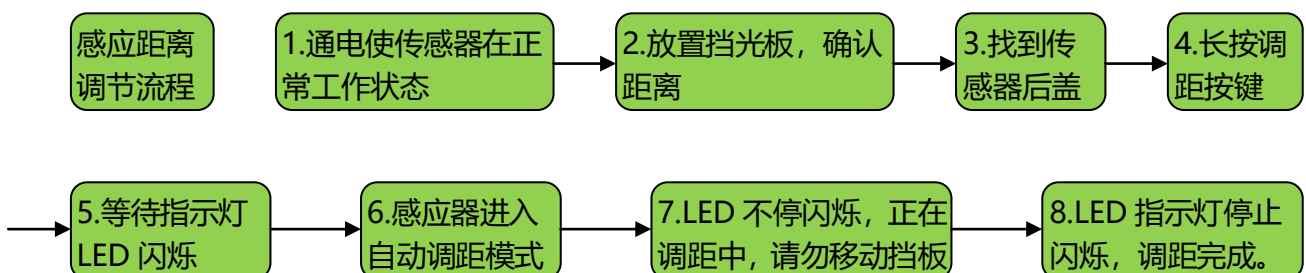 感应距离
调节流程
1.通电使传感器在正
常工作状态
2.放置挡光板，确认
距离
3.找到传
感器后盖
4.长按调
距按键
5.等待指示灯
LED 闪烁
6.感应器进入
自动调距模式
7.LED 不停闪烁，正在
调距中，请勿移动挡板
8.LED 指示灯停止
闪烁，调距完成。